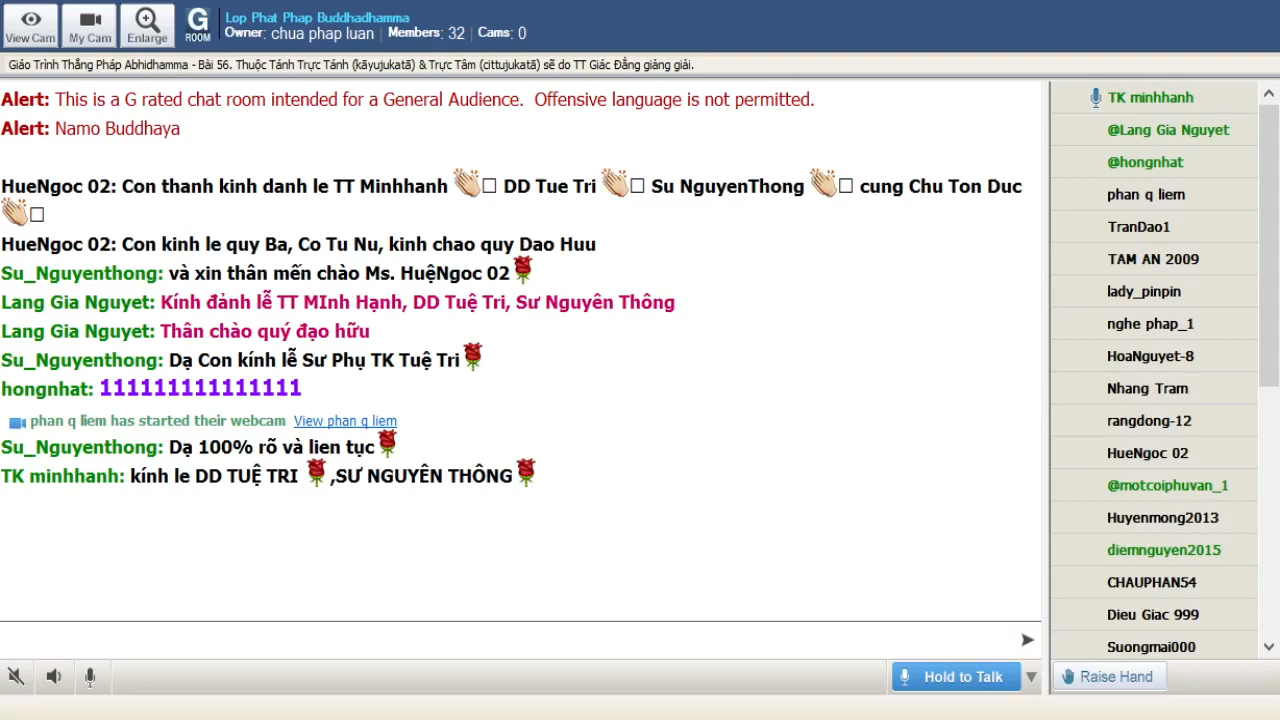 View Cam
My Cam
Enlarge
G
ROOM
Lop Phat Phap Buddhadhamma
Owner: chua phap luan | Members: 32 | Cams: 0
Giáo Trình Thắng Pháp Abhidhamma - Bài 56. Thuộc Tánh Trực Tánh (kāyujukatā) & Trực Tâm (cittujukatā) sẽ do TT Giác Đẳng giảng giải.
Alert: This is a G rated chat room intended for a General Audience.  Offensive language is not permitted.
Alert: Namo Buddhaya
HueNgoc 02: Con thanh kinh danh le TT Minhhanh 👏□ DD Tue Tri 👏□ Su NguyenThong 👏□ cung Chu Ton Duc
👏□
HueNgoc 02: Con kinh le quy Ba, Co Tu Nu, kinh chao quy Dao Huu
Su_Nguyenthong: và xin thân mến chào Ms. HuệNgoc 02🌹
Lang Gia Nguyet: Kính đảnh lễ TT MInh Hạnh, DD Tuệ Tri, Sư Nguyên Thông
Lang Gia Nguyet: Thân chào quý đạo hữu
Su_Nguyenthong: Dạ Con kính lễ Sư Phụ TK Tuệ Tri🌹
hongnhat: 111111111111111
phan q liem has started their webcam View phan q liem
Su_Nguyenthong: Dạ 100% rõ và lien tục🌹
TK minhhanh: kính le DD TUỆ TRI 🌹,SƯ NGUYÊN THÔNG🌹
Hold to Talk
TK minhhanh
@Lang Gia Nguyet
@hongnhat
phan q liem
TranDao1
TAM AN 2009
lady_pinpin
nghe phap_1
HoaNguyet-8
Nhang Tram
rangdong-12
HueNgoc 02
@motcoiphuvan_1
Huyenmong2013
diemnguyen2015
CHAUPHAN54
Dieu Giac 999
Suongmai000
Raise Hand